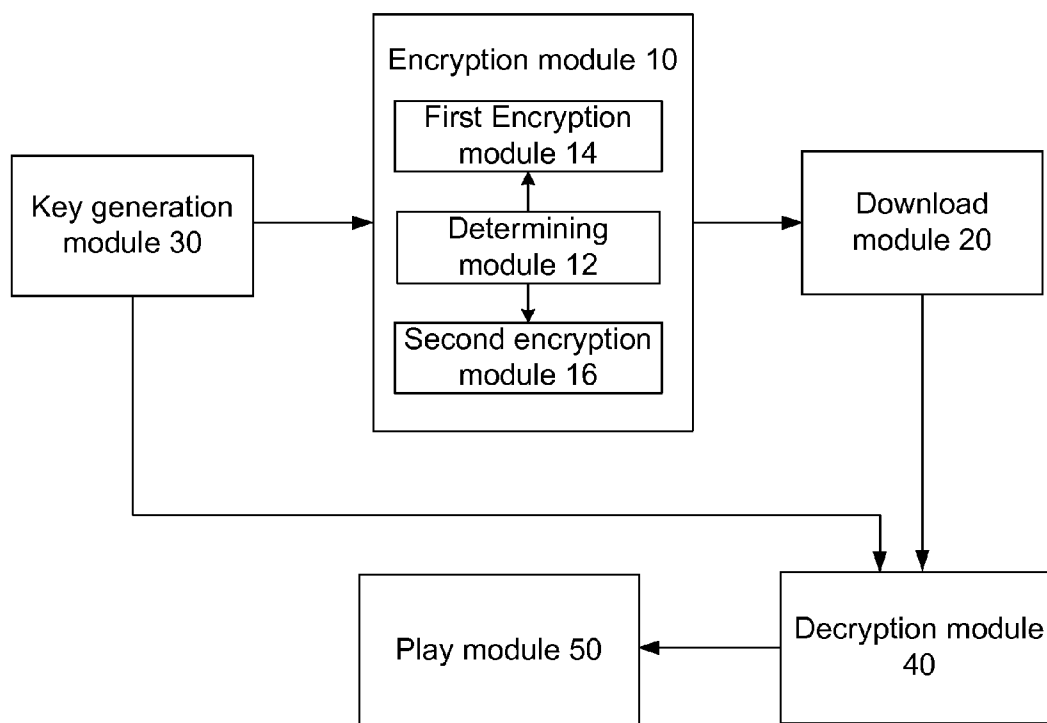 Encryption module 10
First Encryption
module 14
Key generation
module 30
Determining
module 12
Download
module 20
Second encryption
module 16
Play module 50
Decryption module
40